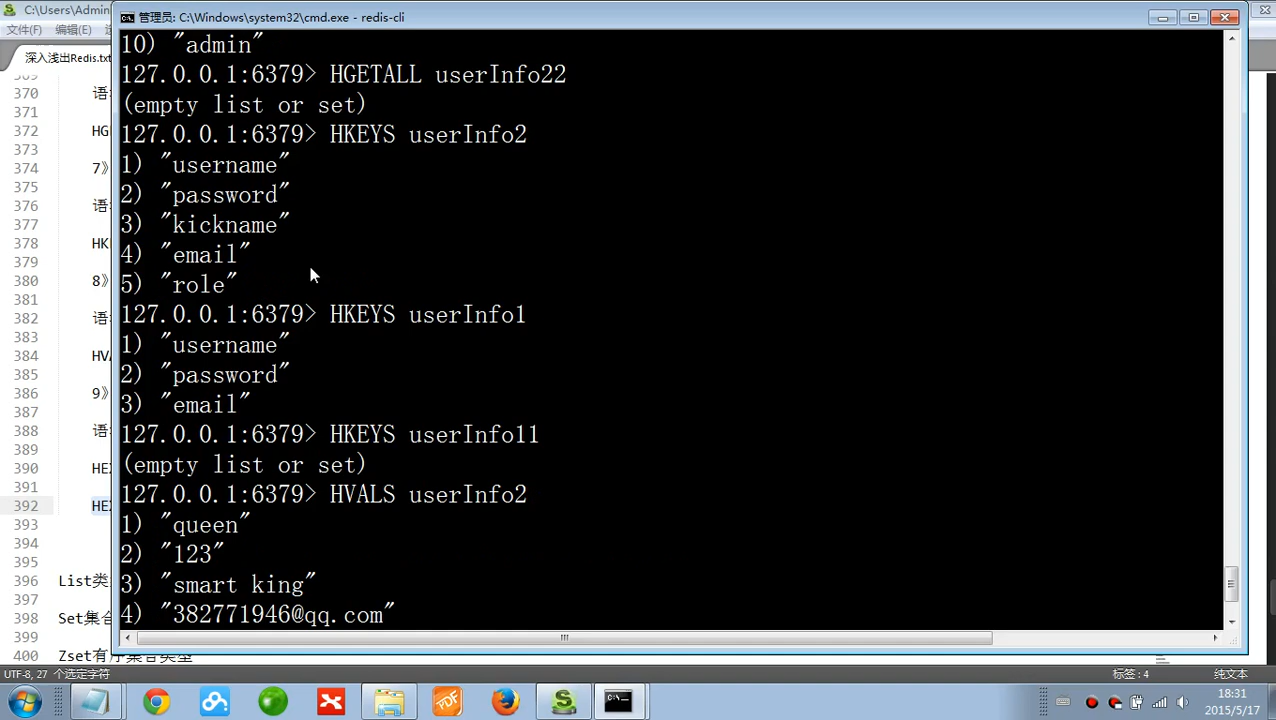 C:\Users\Admin
管理员: C:\Windows\system32\cmd.exe - redis-cli
文件(F) 编辑(E)
深入浅出Redis.txt
10) "admin"
127.0.0.1:6379> HGETALL userInfo22
(empty list or set)
127.0.0.1:6379> HKEYS userInfo2
1) "username"
2) "password"
3) "kickname"
4) "email"
5) "role"
127.0.0.1:6379> HKEYS userInfo1
1) "username"
2) "password"
3) "email"
127.0.0.1:6379> HKEYS userInfo11
(empty list or set)
127.0.0.1:6379> HVALS userInfo2
1) "queen"
2) "123"
3) "smart king"
4) "382771946@qq.com"
370 语
371
372 HG
373
374 7》
375
376 语
377
378 HK
379
380 8》
381
382 语
383
384 HVA
385
386 9》
387
388 语
389
390 HE
391
392 HE
393
394
395
396 List类
397
398 Set集合
399
400 Zset有序集合类型
UTF-8, 27 个选定字符
标签: 4
纯文本
18:31
2015/5/17